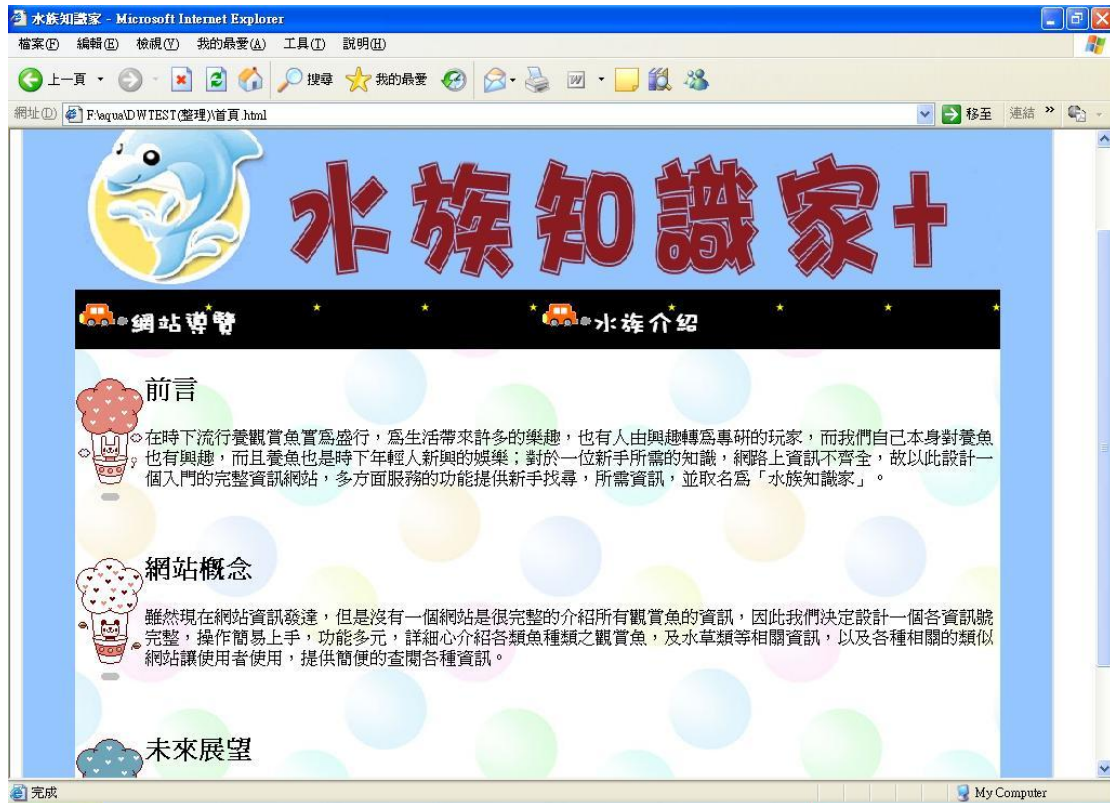 水族知識家 - Microsoft Internet Explorer
檔案(F) 編輯(E) 檢視(V) 我的最愛(A) 工具(T) 說明(H)
上一頁 搜尋 我的最愛
網址(D) F:\aqua\DWTEST(整理)\首頁.html 移至 連結
水族知識家
網站導覽 水族介紹
前言
在時下流行養觀賞魚實為盛行,為生活帶來許多的樂趣,也有人由興趣轉為專研的玩家,而我們自己本身對養魚
也有興趣,而且養魚也是時下年輕人新興的娛樂;對於一位新手所需的知識,網路上資訊不齊全,故以此設計一
個入門的完整資訊網站,多方面服務的功能提供新手找尋,所需資訊,並取名為「水族知識家」。
網站概念
雖然現在網站資訊發達,但是沒有一個網站是很完整的介紹所有觀賞魚的資訊,因此我們決定設計一個各資訊號
完整,操作簡易上手,功能多元,詳細心介紹各類魚種類之觀賞魚,及水草類等相關資訊,以及各種相關的類似
網站讓使用者使用,提供簡便的查閱各種資訊。
未來展望
完成 My Computer